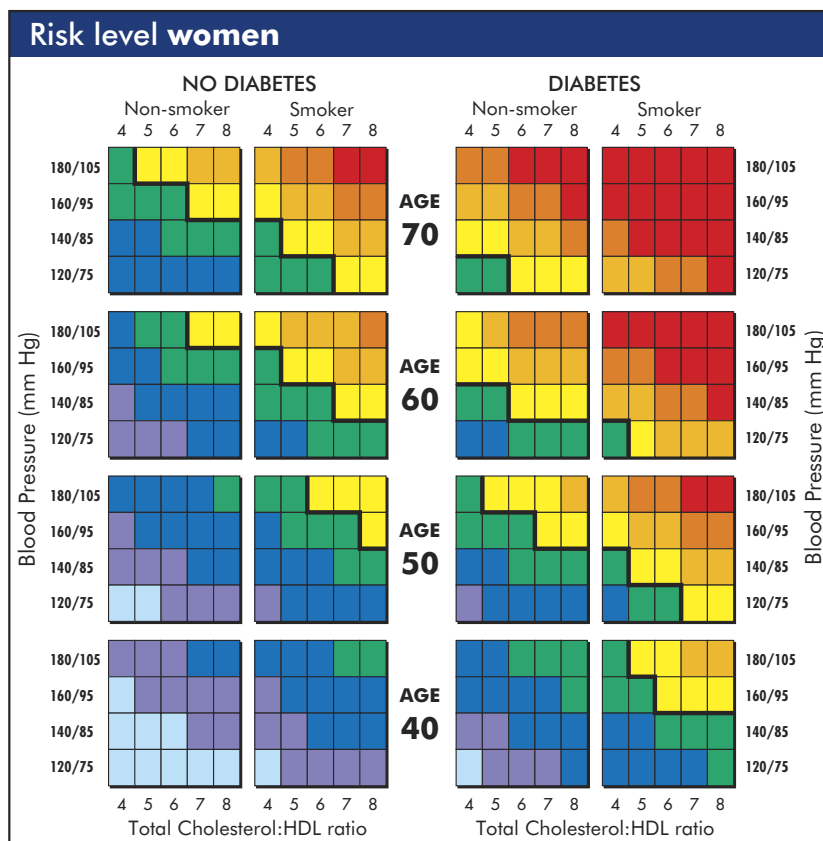 Risk level women
NO DIABETES
DIABETES
Non-smoker
Smoker
Non-smoker
Smoker
4 5 6 7 8
4 5 6 7 8
4 5 6 7 8
4 5 6 7 8
Blood Pressure (mm Hg)
180/105
160/95
140/85
120/75
AGE
70
180/105
160/95
140/85
120/75
180/105
160/95
140/85
120/75
AGE
60
180/105
160/95
140/85
120/75
180/105
160/95
140/85
120/75
AGE
50
180/105
160/95
140/85
120/75
180/105
160/95
140/85
120/75
AGE
40
180/105
160/95
140/85
120/75
Blood Pressure (mm Hg)
4 5 6 7 8
4 5 6 7 8
4 5 6 7 8
4 5 6 7 8
Total Cholesterol:HDL ratio
Total Cholesterol:HDL ratio